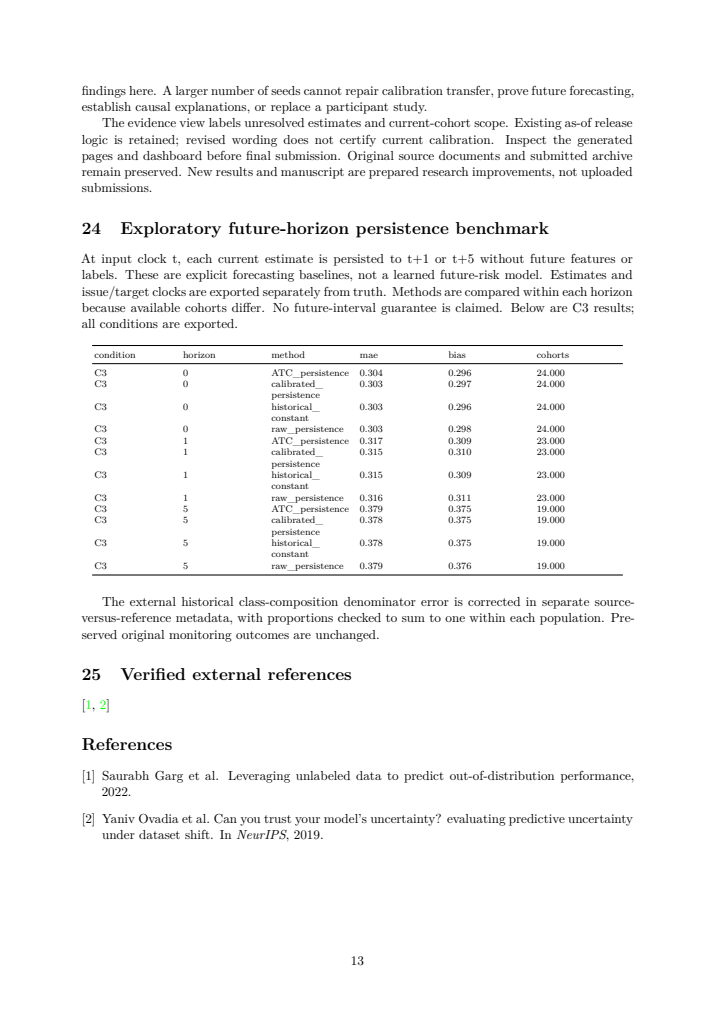 findings here. A larger number of seeds cannot repair calibration transfer, prove future forecasting,
establish causal explanations, or replace a participant study.
The evidence view labels unresolved estimates and current-cohort scope. Existing as-of release
logic is retained; revised wording does not certify current calibration. Inspect the generated
pages and dashboard before final submission. Original source documents and submitted archive
remain preserved. New results and manuscript are prepared research improvements, not uploaded
submissions.
24 Exploratory future-horizon persistence benchmark
At input clock t, each current estimate is persisted to t+1 or t+5 without future features or
labels. These are explicit forecasting baselines, not a learned future-risk model. Estimates and
issue/target clocks are exported separately from truth. Methods are compared within each horizon
because available cohorts differ. No future-interval guarantee is claimed. Below are C3 results;
all conditions are exported.
condition horizon method mae bias cohorts
C3 0 ATC_persistence 0.304 0.296 24.000
C3 0 calibrated_ 0.303 0.297 24.000
persistence
C3 0 historical_ 0.303 0.296 24.000
constant
C3 0 raw_persistence 0.303 0.298 24.000
C3 1 ATC_persistence 0.317 0.309 23.000
C3 1 calibrated_ 0.315 0.310 23.000
persistence
C3 1 historical_ 0.315 0.309 23.000
constant
C3 1 raw_persistence 0.316 0.311 23.000
C3 5 ATC_persistence 0.379 0.375 19.000
C3 5 calibrated_ 0.378 0.375 19.000
persistence
C3 5 historical_ 0.378 0.375 19.000
constant
C3 5 raw_persistence 0.379 0.376 19.000
The external historical class-composition denominator error is corrected in separate source-
versus-reference metadata, with proportions checked to sum to one within each population. Pre-
served original monitoring outcomes are unchanged.
25 Verified external references
[1, 2]
References
[1] Saurabh Garg et al. Leveraging unlabeled data to predict out-of-distribution performance,
2022.
[2] Yaniv Ovadia et al. Can you trust your model's uncertainty? evaluating predictive uncertainty
under dataset shift. In NeurIPS, 2019.
13